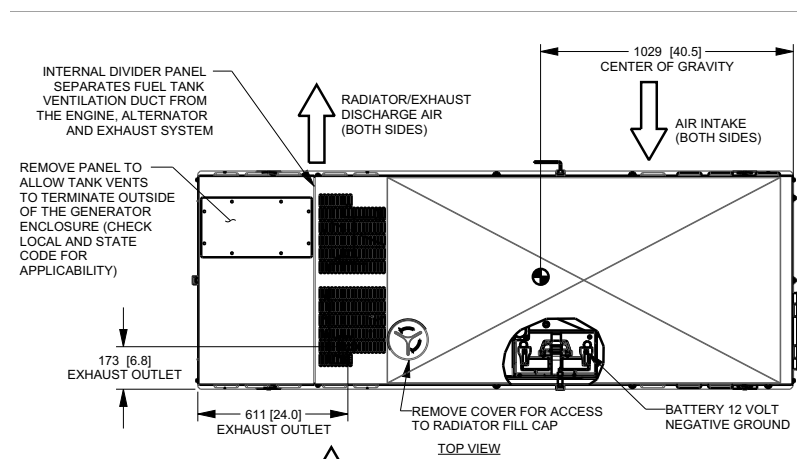 1029  [40.5]
CENTER OF GRAVITY
INTERNAL DIVIDER PANEL
SEPARATES FUEL TANK
VENTILATION DUCT FROM
THE ENGINE, ALTERNATOR
AND EXHAUST SYSTEM
RADIATOR/EXHAUST
DISCHARGE AIR
(BOTH SIDES)
AIR INTAKE
(BOTH SIDES)
REMOVE PANEL TO
ALLOW TANK VENTS
TO TERMINATE OUTSIDE
OF THE GENERATOR
ENCLOSURE (CHECK
LOCAL AND STATE
CODE FOR
APPLICABILITY)
173  [6.8]
EXHAUST OUTLET
611 [24.0]
EXHAUST OUTLET
REMOVE COVER FOR ACCESS
TO RADIATOR FILL CAP
BATTERY 12 VOLT
NEGATIVE GROUND
TOP VIEW